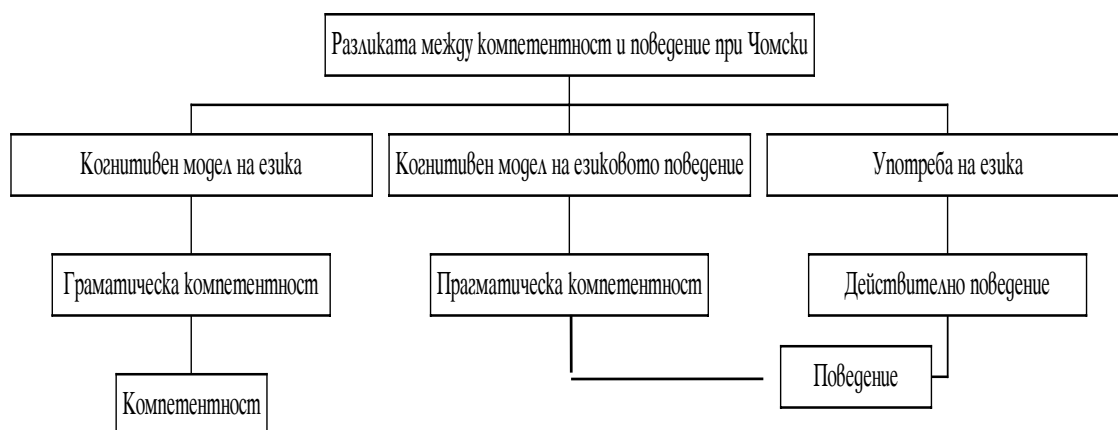 Разликата между компетентност и поведение при Чомски
Когнитивен модел на езика
Когнитивен модел на езиковото поведение
Употреба на езика
Граматическа компетентност
Прагматическа компетентност
Действително поведение
Поведение
Компетентност